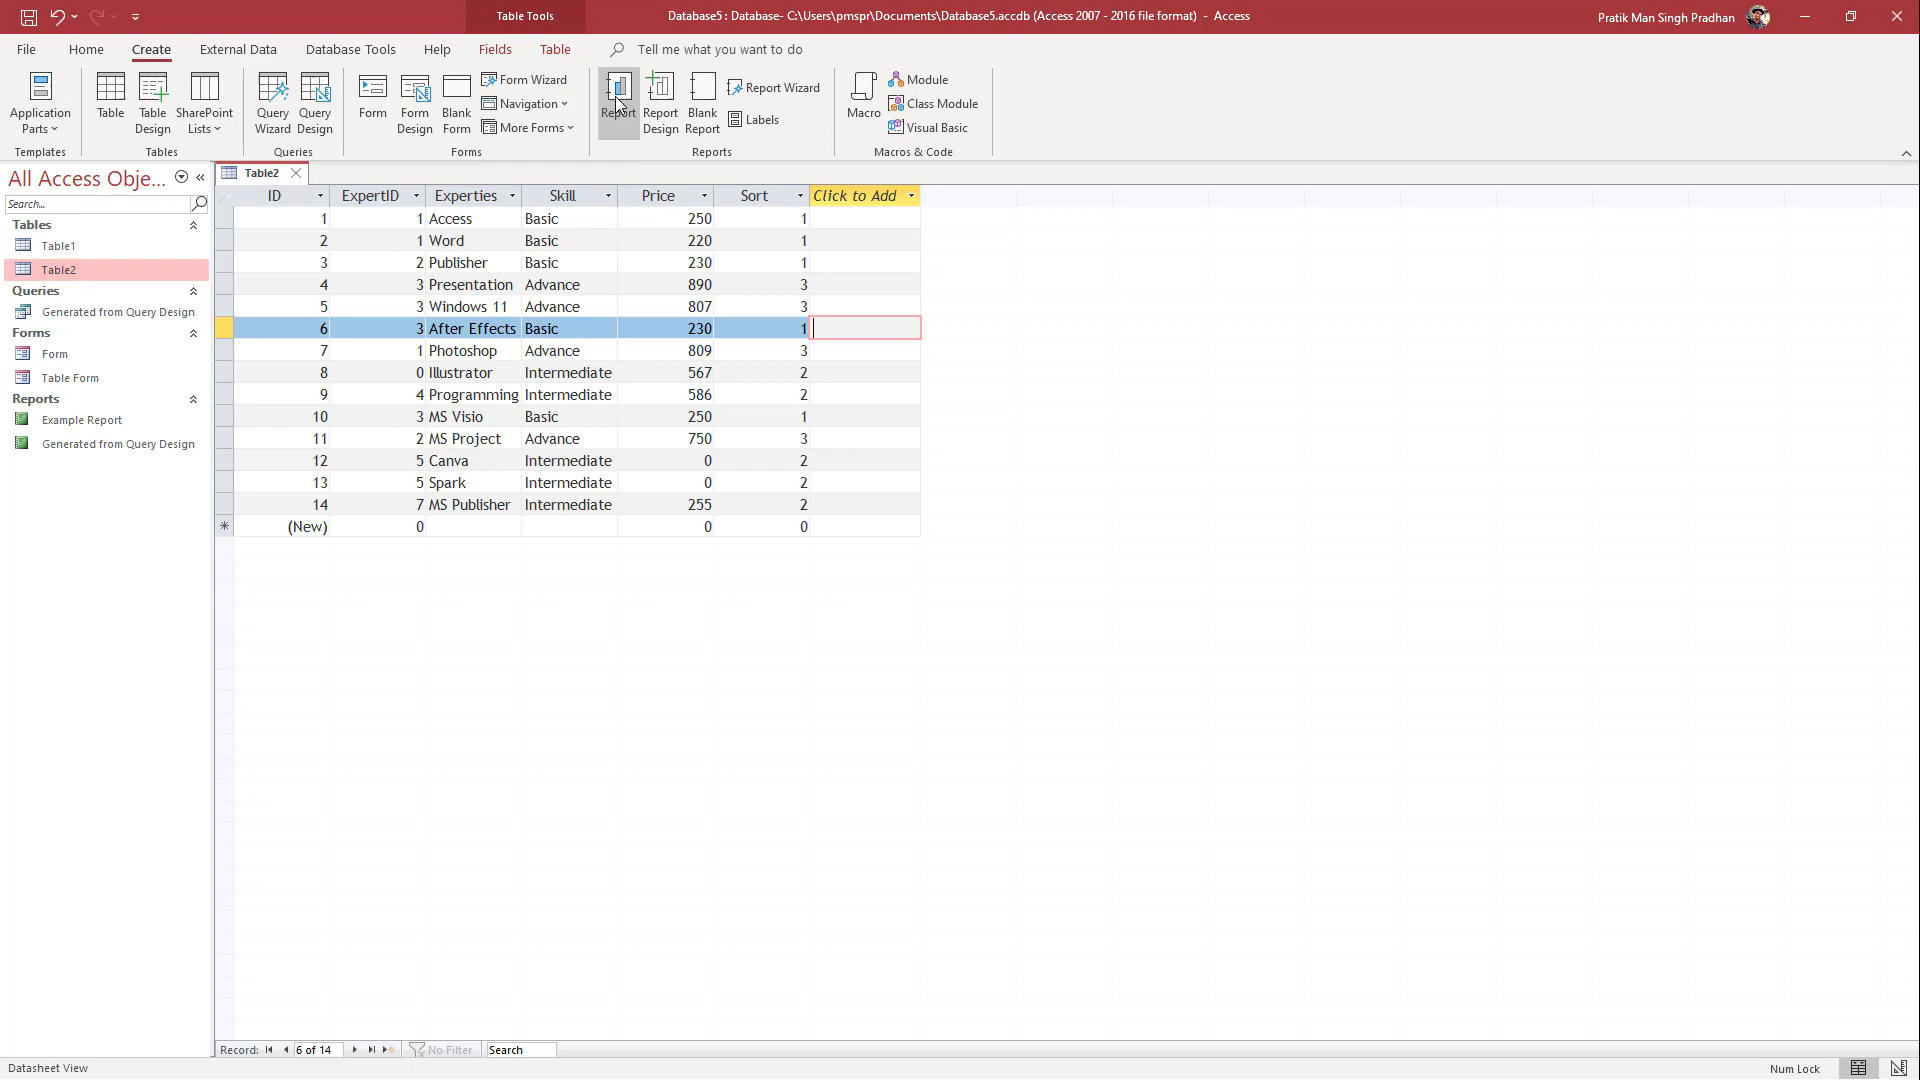 Table Tools
Database5 : Database- C:\Users\pmspr\Documents\Database5.accdb (Access 2007 - 2016 file format) - Access
Pratik Man Singh Pradhan
File Home Create External Data Database Tools Help Fields Table Tell me what you want to do
Application Parts
Templates
Table
Table Design
SharePoint Lists
Tables
Query Wizard
Query Design
Queries
Form
Form Design
Blank Form
Form Wizard
Navigation
More Forms
Forms
Report
Report Design
Blank Report
Report Wizard
Labels
Reports
Macro
Module
Class Module
Visual Basic
Macros & Code
All Access Obje...
Search...
Tables
Table1
Table2
Queries
Generated from Query Design
Forms
Form
Table Form
Reports
Example Report
Generated from Query Design
Table2
ID ExpertID Experties Skill Price Sort Click to Add
1 1 Access Basic 250 1
2 1 Word Basic 220 1
3 2 Publisher Basic 230 1
4 3 Presentation Advance 890 3
5 3 Windows 11 Advance 807 3
6 3 After Effects Basic 230 1
7 1 Photoshop Advance 809 3
8 0 Illustrator Intermediate 567 2
9 4 Programming Intermediate 586 2
10 3 MS Visio Basic 250 1
11 2 MS Project Advance 750 3
12 5 Canva Intermediate 0 2
13 5 Spark Intermediate 0 2
14 7 MS Publisher Intermediate 255 2
* (New) 0 0 0
Record: 6 of 14 No Filter Search
Datasheet View
Num Lock